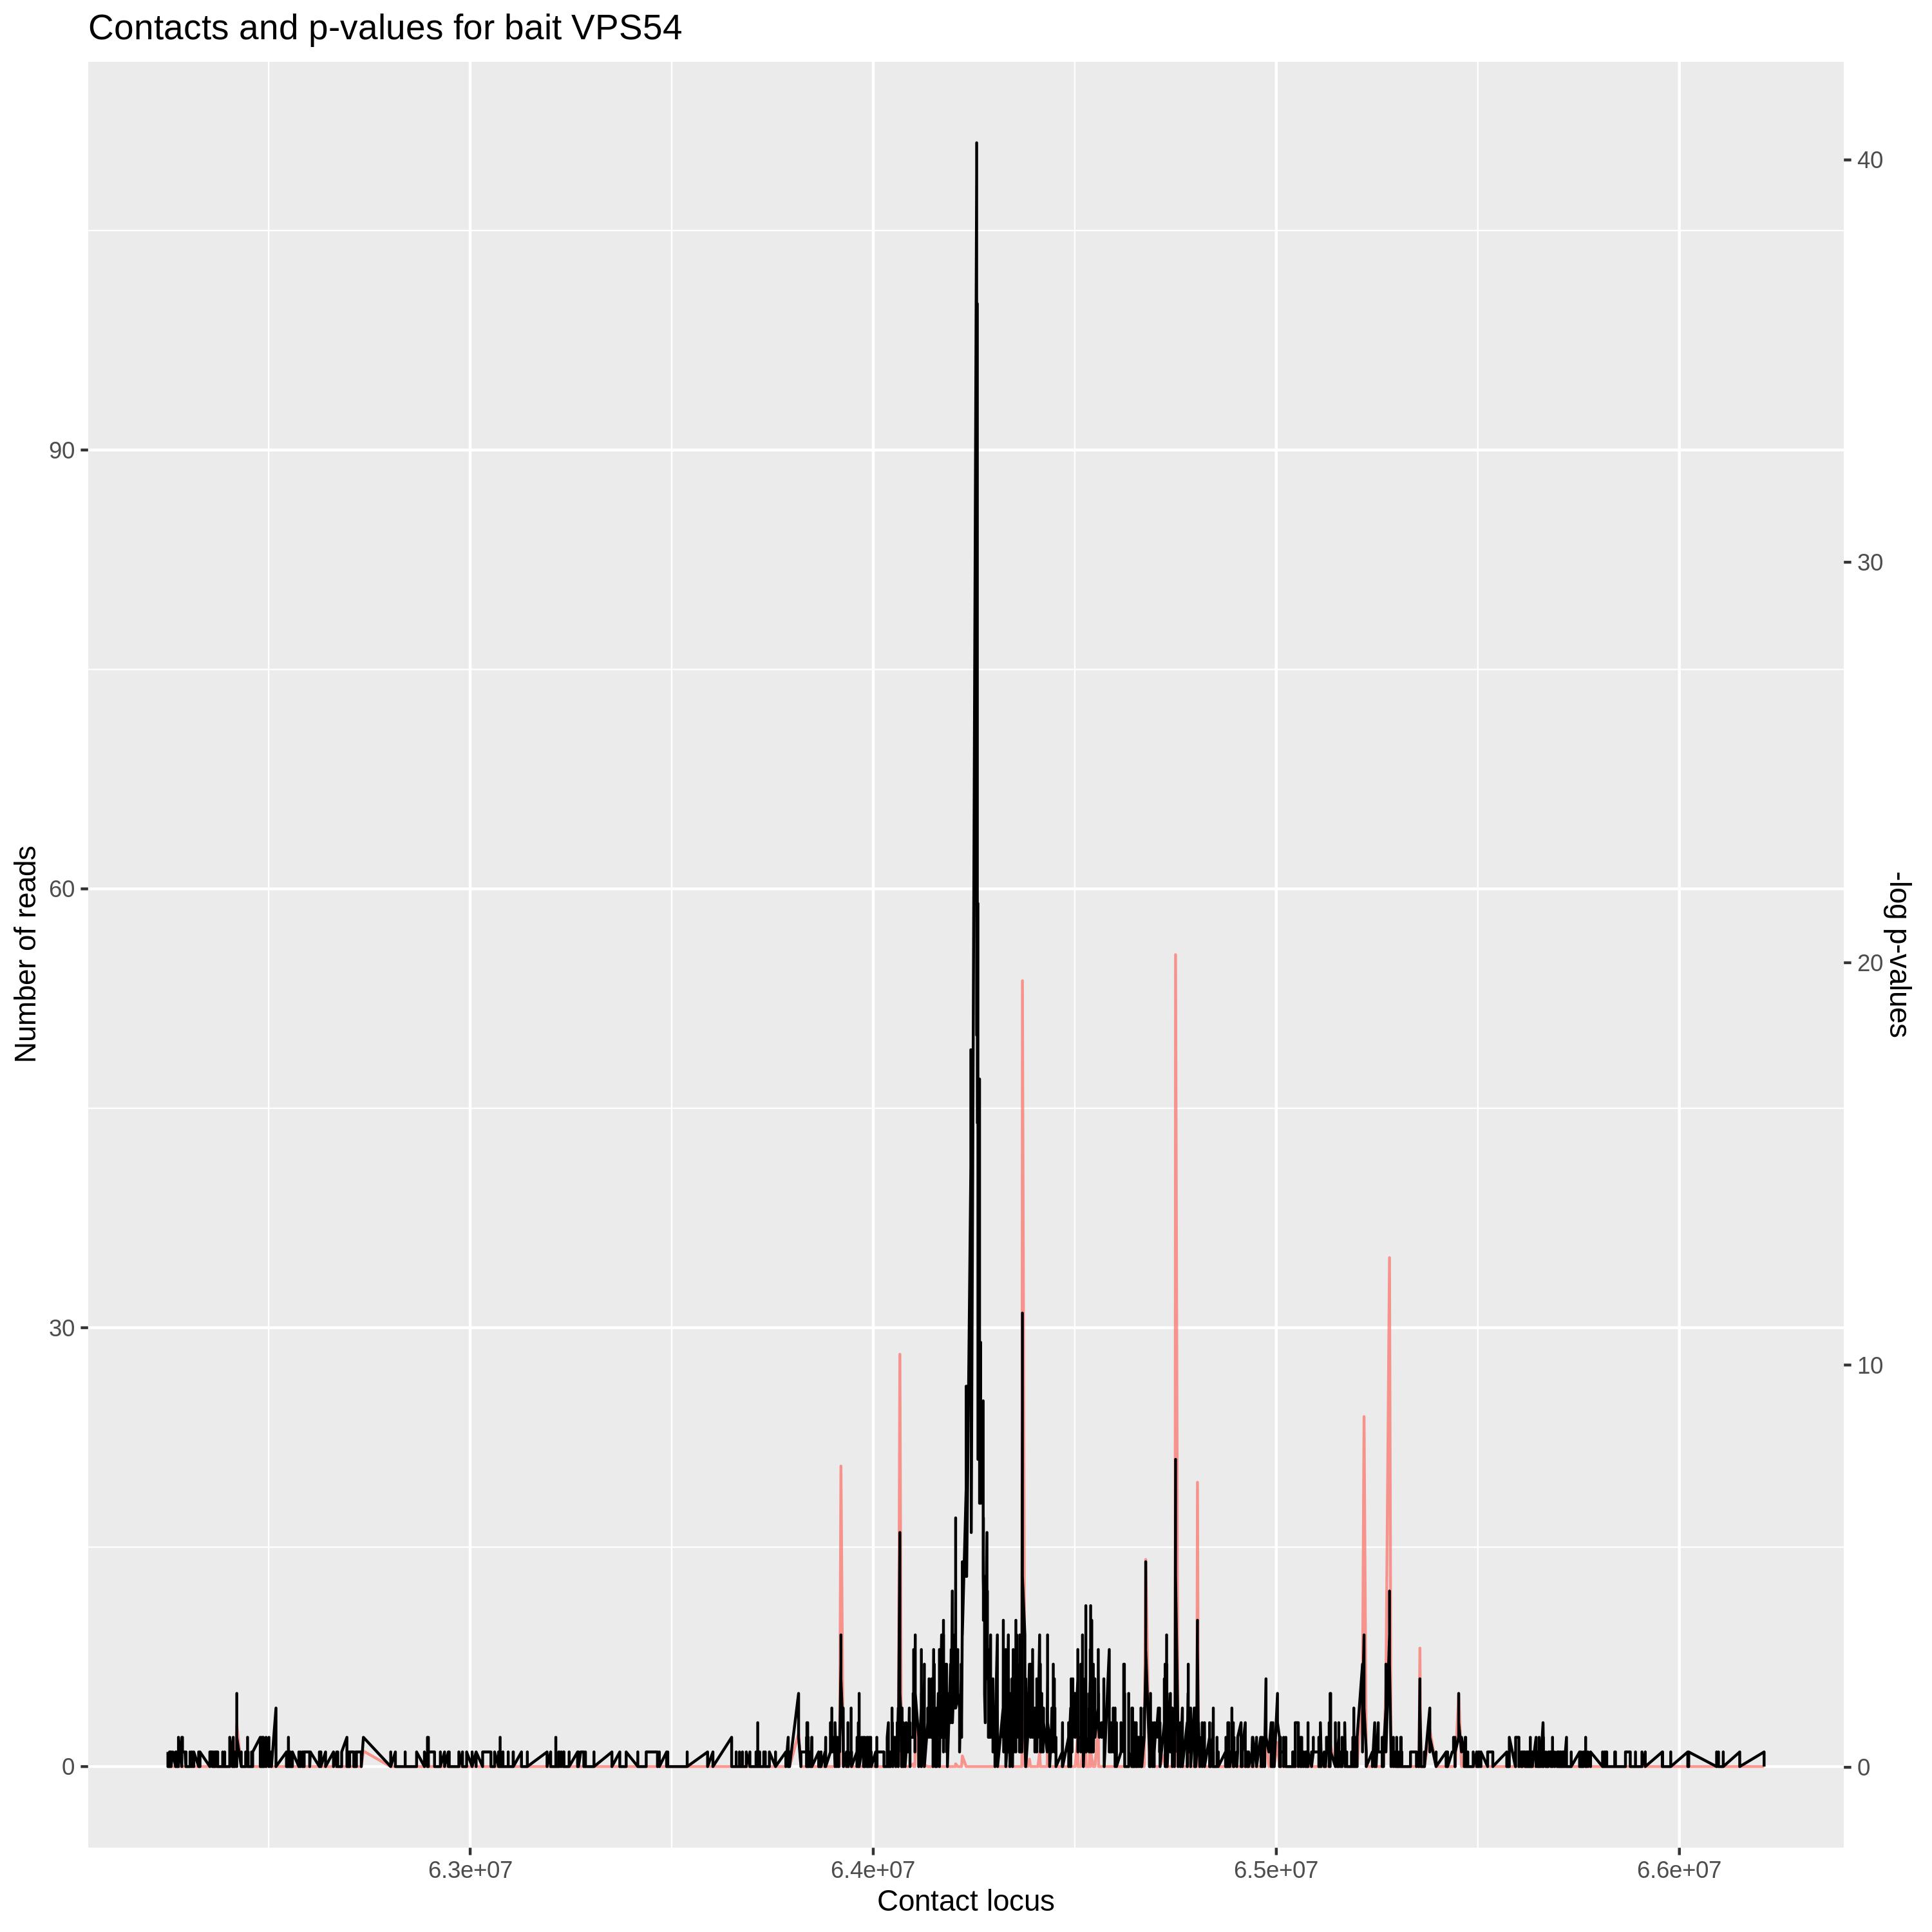 Contacts and p-values for bait VPS54
Number of reads
90
60
30
0
40
30
20
10
0
-log p-values
6.3e+07 6.4e+07 6.5e+07 6.6e+07
Contact locus